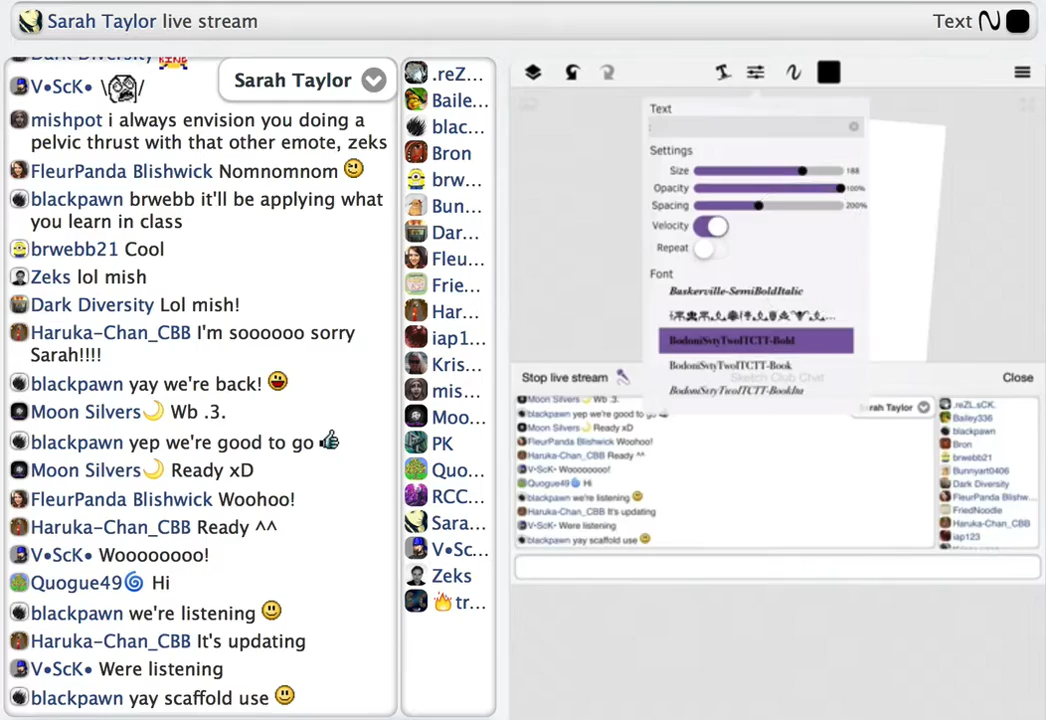 Sarah Taylor live stream
Text
V•ScK• \ /
Sarah Taylor
mishpot i always envision you doing a
pelvic thrust with that other emote, zeks
FleurPanda Blishwick Nomnomnom
blackpawn brwebb it'll be applying what
you learn in class
brwebb21 Cool
Zeks lol mish
Dark Diversity Lol mish!
Haruka-Chan_CBB I'm soooooo sorry
Sarah!!!!
blackpawn yay we're back!
Moon Silvers Wb .3.
blackpawn yep we're good to go
Moon Silvers Ready xD
FleurPanda Blishwick Woohoo!
Haruka-Chan_CBB Ready ^^
V•ScK• Woooooooo!
Quogue49 Hi
blackpawn we're listening
Haruka-Chan_CBB It's updating
V•ScK• Were listening
blackpawn yay scaffold use
.reZ...
Baile...
blac...
Bron
brw...
Bun...
Dar...
Fleu...
Frie...
Har...
iap1...
Kris...
mis...
Moo...
PK
Quo...
RCC...
Sara...
V•Sc...
Zeks
tr...
Text
Settings
Size 188
Opacity 100%
Spacing 200%
Velocity
Repeat
Font
Baskerville-SemiBoldItalic
BodoniSvtyTwoITCTT-Bold
BodoniSvtyTwoITCTT-Book
BodoniSvtyTwoITCTT-BookIta
Stop live stream
Sketch Club Chat
Close
Moon Silvers Wb .3.
blackpawn yep we're good to go
Moon Silvers Ready xD
FleurPanda Blishwick Woohoo!
Haruka-Chan_CBB Ready ^^
V•ScK• Woooooooo!
Quogue49 Hi
blackpawn we're listening
Haruka-Chan_CBB It's updating
V•ScK• Were listening
blackpawn yay scaffold use
arah Taylor
.reZL.sCK.
Bailey336
blackpawn
Bron
brwebb21
Bunnyart0406
Dark Diversity
FleurPanda Blishw...
FriedNoodle
Haruka-Chan_CBB
iap123